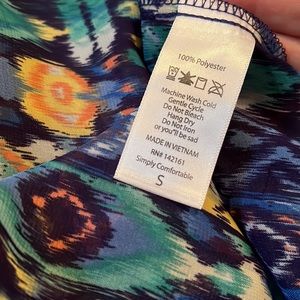 100% Polyester
Machine Wash Cold
Gentle Cycle
Do Not Bleach
Hang Dry
Do Not Iron
or you'll be sad
MADE IN VIETNAM
RN# 142161
Simply Comfortable
S